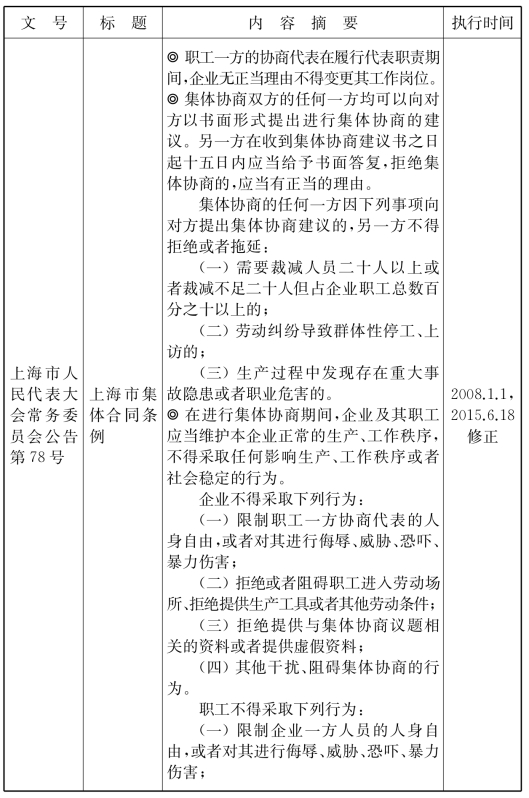 文号 标题 内容摘要 执行时间
上海市人
民代表大
会常务委
员会公告
第78号
上海市集
体合同条
例
◎ 职工一方的协商代表在履行代表职责期
间,企业无正当理由不得变更其工作岗位。
◎ 集体协商双方的任何一方均可以向对
方以书面形式提出进行集体协商的建
议。另一方在收到集体协商建议书之日
起十五日内应当给予书面答复,拒绝集
体协商的,应当有正当的理由。
集体协商的任何一方因下列事项向
对方提出集体协商建议的,另一方不得
拒绝或者拖延:
(一)需要裁减人员二十人以上或
者裁减不足二十人但占企业职工总数百
分之十以上的;
(二)劳动纠纷导致群体性停工、上
访的;
(三)生产过程中发现存在重大事
故隐患或者职业危害的。
◎ 在进行集体协商期间,企业及其职工
应当维护本企业正常的生产、工作秩序,
不得采取任何影响生产、工作秩序或者
社会稳定的行为。
企业不得采取下列行为:
(一)限制职工一方协商代表的人
身自由,或者对其进行侮辱、威胁、恐吓、
暴力伤害;
(二)拒绝或者阻碍职工进入劳动场
所、拒绝提供生产工具或者其他劳动条件;
(三)拒绝提供与集体协商议题相
关的资料或者提供虚假资料;
(四)其他干扰、阻碍集体协商的行
为。
职工不得采取下列行为:
(一)限制企业一方人员的人身自
由,或者对其进行侮辱、威胁、恐吓、暴力
伤害;
2008.1.1,
2015.6.18
修正